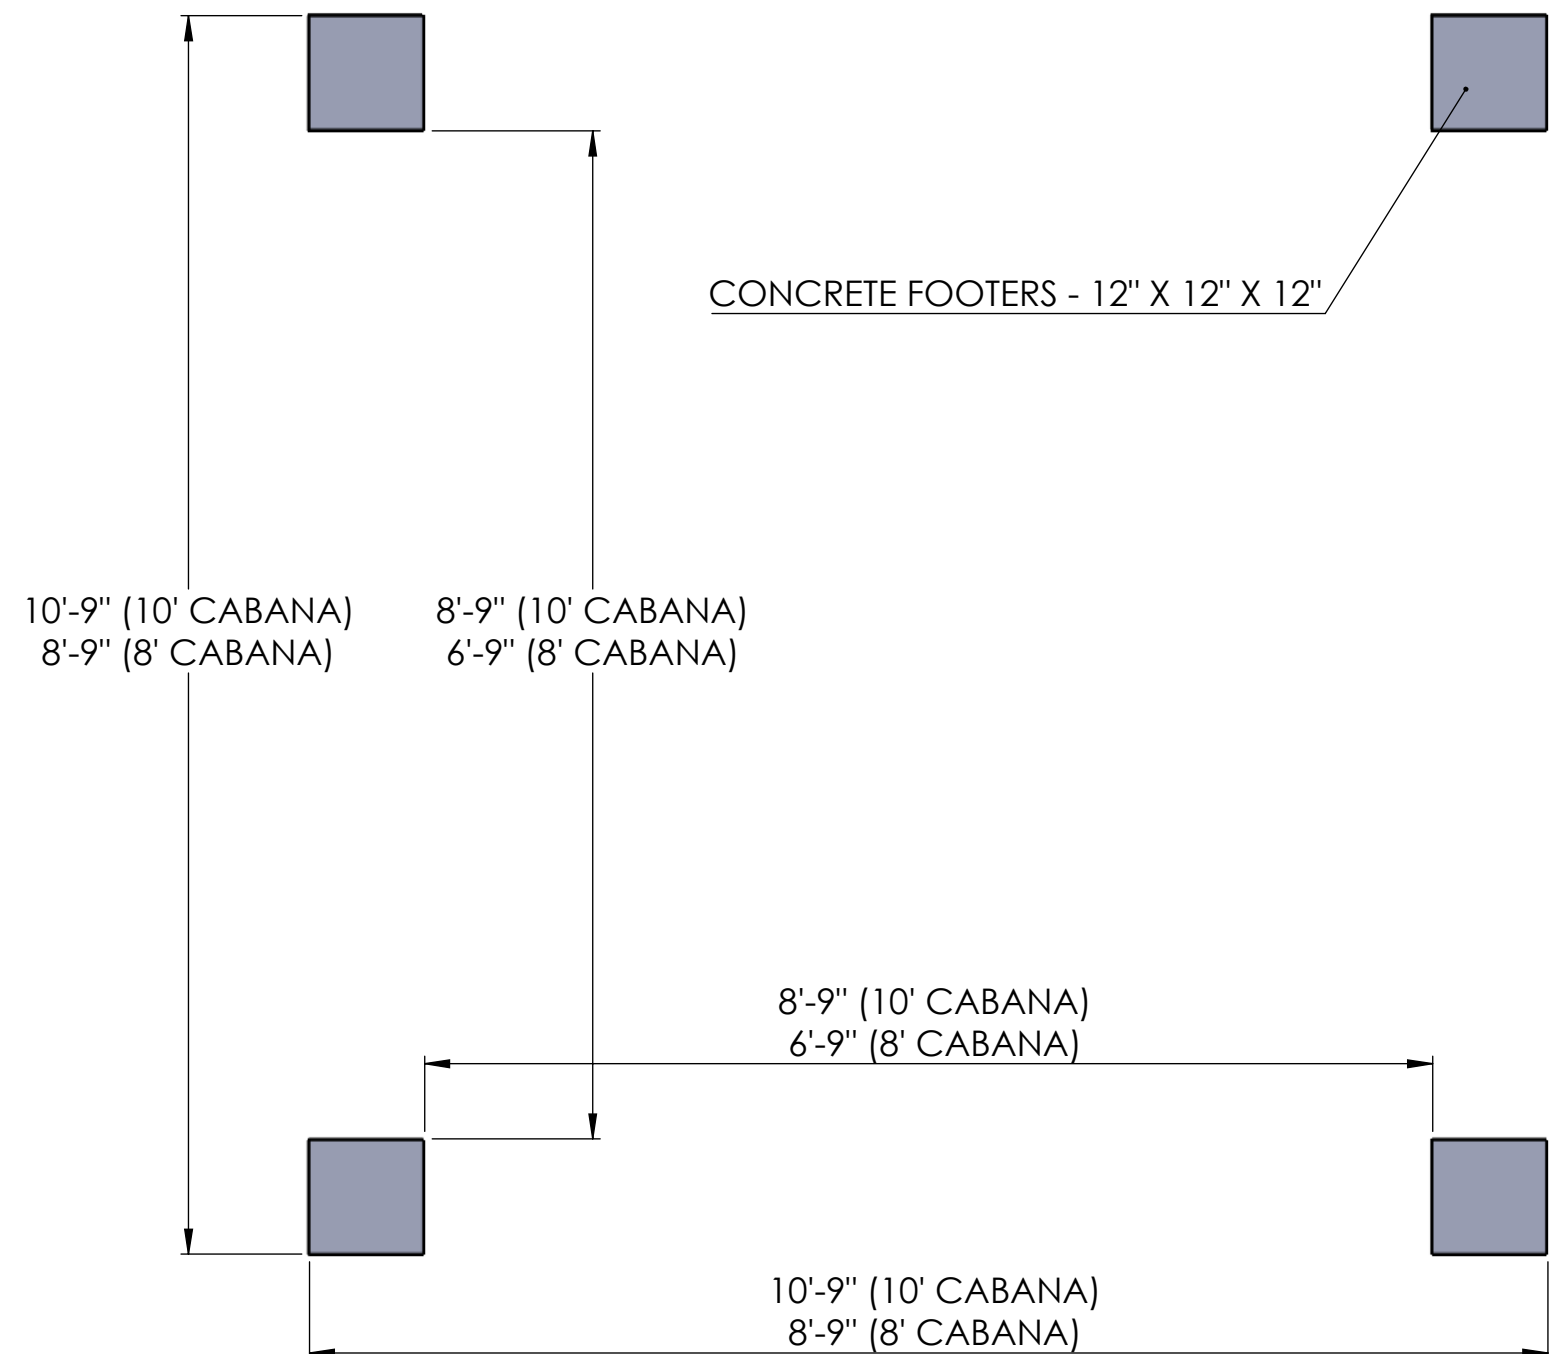 CONCRETE FOOTERS - 12" X 12" X 12"
10'-9" (10' CABANA)
8'-9" (8' CABANA)
8'-9" (10' CABANA)
6'-9" (8' CABANA)
8'-9" (10' CABANA)
6'-9" (8' CABANA)
10'-9" (10' CABANA)
8'-9" (8' CABANA)